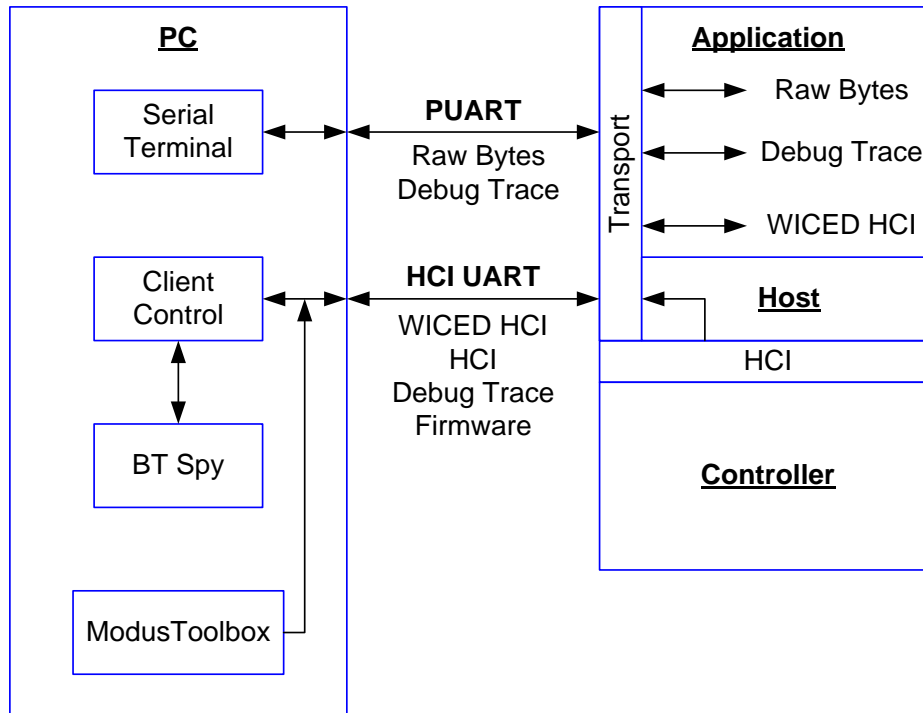 PC
Serial
Terminal
Client
Control
BT Spy
ModusToolbox
PUART
Raw Bytes
Debug Trace
HCI UART
WICED HCI
HCI
Debug Trace
Firmware
Transport
Application
Raw Bytes
Debug Trace
WICED HCI
Host
HCI
Controller